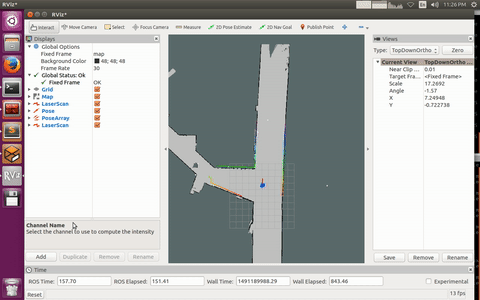 RViz*
11:26 PM
RViz*
Interact
Move Camera
Select
Focus Camera
Measure
2D Pose Estimate
2D Nav Goal
Publish Point
Displays
Global Options
Fixed Frame map
Background Color 48; 48; 48
Frame Rate 30
Global Status: Ok
Fixed Frame OK
Grid
Map
LaserScan
Pose
PoseArray
LaserScan
Channel Name
Select the channel to use to compute the intensity
Add
Duplicate
Remove
Rename
Views
Type: TopDownOrtho
Zero
Current View TopDownOrtho ...
Near Clip ... 0.01
Target Fra... <Fixed Frame>
Scale 17.2692
Angle -1.57
X 7.24948
Y -0.722738
Save
Remove
Rename
Time
ROS Time: 157.70
ROS Elapsed: 151.41
Wall Time: 1491189988.29
Wall Elapsed: 843.46
Experimental
Reset
13 fps